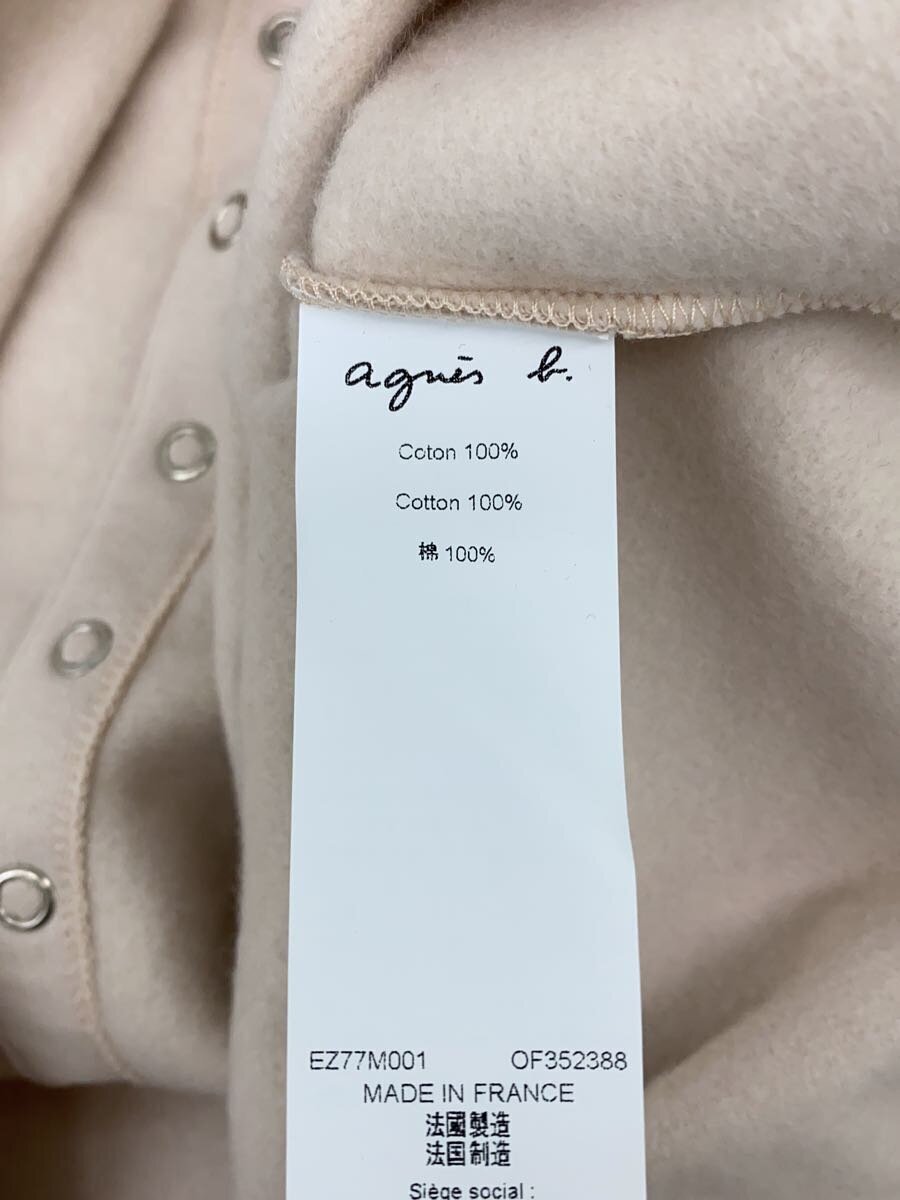 agnès b.
Coton 100%
Cotton 100%
棉 100%
EZ77M001 OF352388
MADE IN FRANCE
法國製造
法国制造
Siège social :